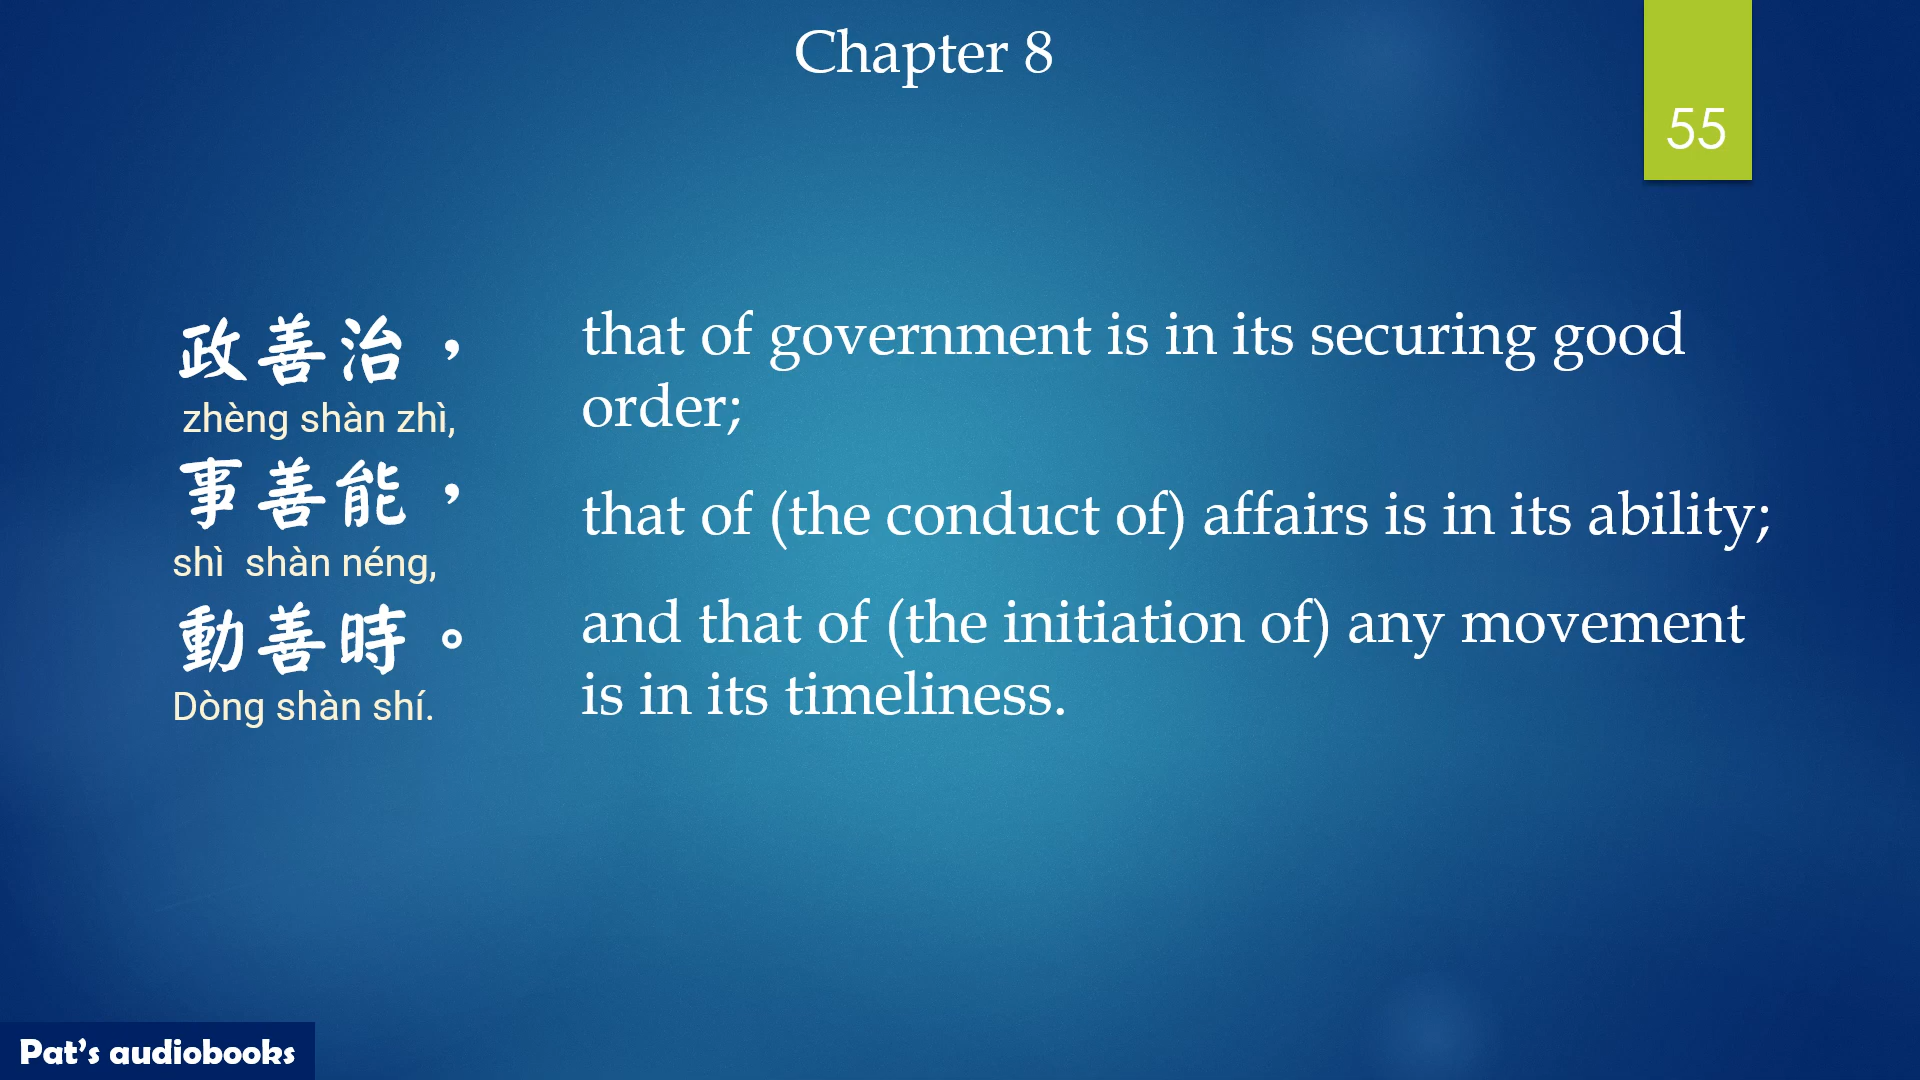 Chapter 8
55
政善治，
zhèng shàn zhì,
事善能，
shì shàn néng,
動善時。
Dòng shàn shí.
that of government is in its securing good
order;
that of (the conduct of) affairs is in its ability;
and that of (the initiation of) any movement
is in its timeliness.
Pat's audiobooks